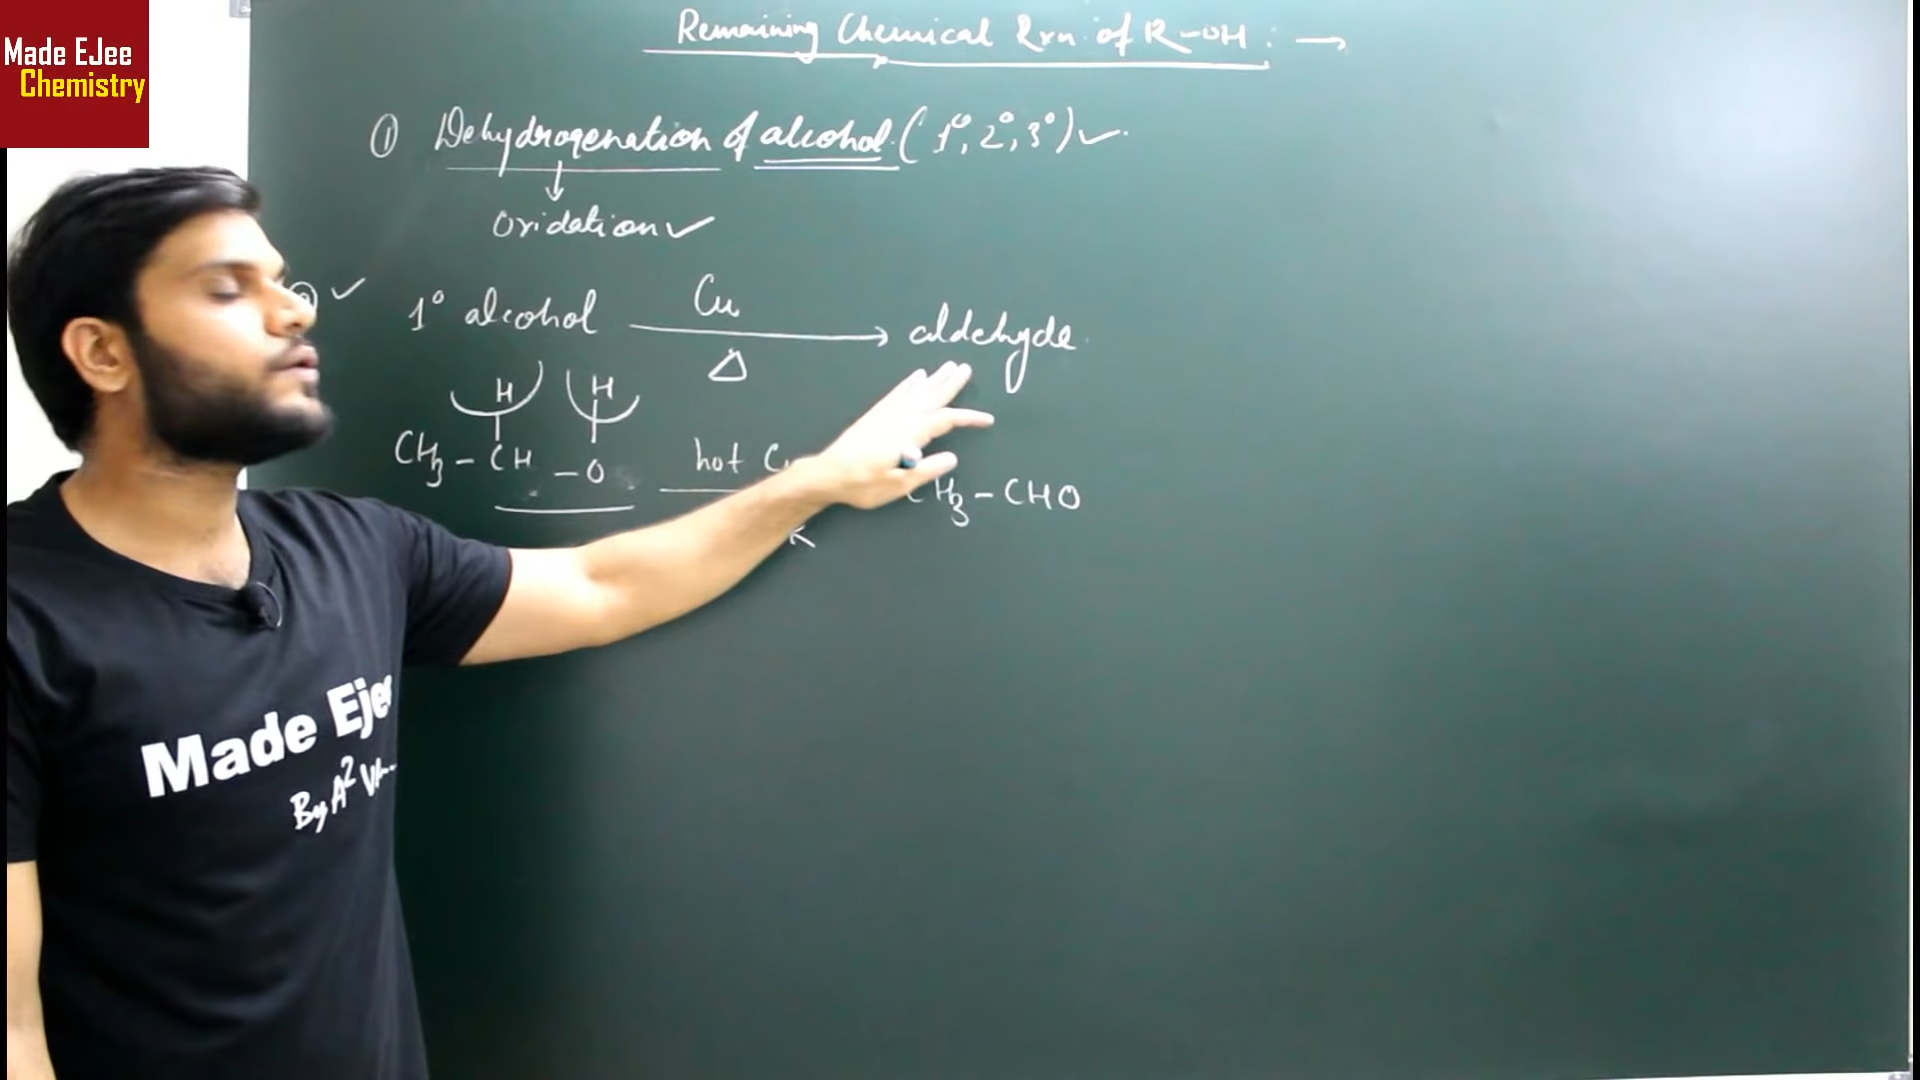 Made EJee
Chemistry
Remaining Chemical Rxn. of R-OH : →
① Dehydrogenation of alcohol. (1°, 2°, 3°) ✓.
↓
Oxidation ✓
✓ 1° alcohol Cu → aldehyde.
Δ
H H
CH3 - CH - O hot CH3 - CHO
K
Made Ejee
By A²